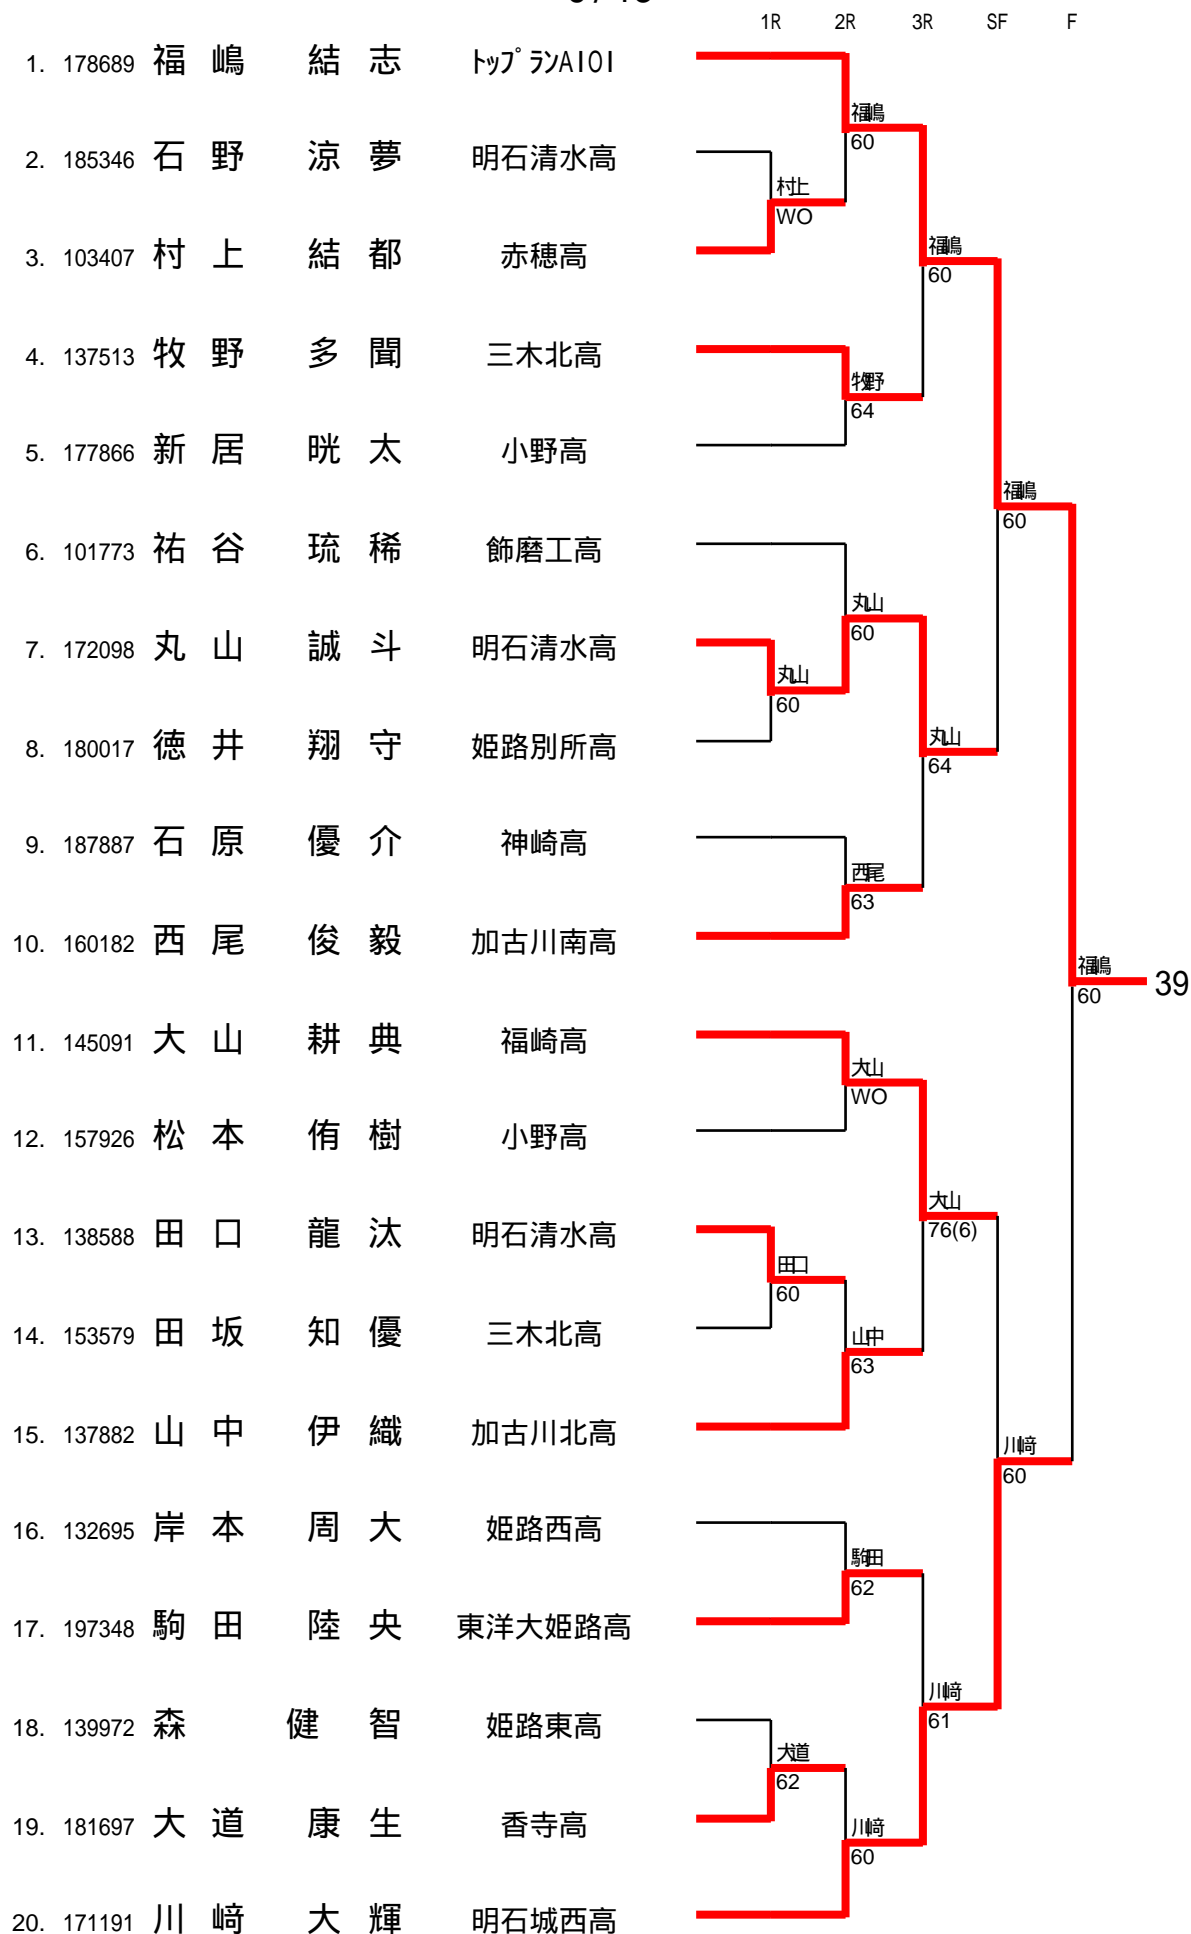 1R 2R 3R SF F
1. 178689 福嶋 結志 トップランAIOI
福嶋
60
2. 185346 石野 涼夢 明石清水高
村上
WO
3. 103407 村上 結都 赤穂高
福嶋
60
4. 137513 牧野 多聞 三木北高
牧野
64
5. 177866 新居 晄太 小野高
福嶋
60
6. 101773 祐谷 琉稀 飾磨工高
丸山
60
7. 172098 丸山 誠斗 明石清水高
丸山
60
8. 180017 徳井 翔守 姫路別所高
丸山
64
9. 187887 石原 優介 神崎高
西尾
63
10. 160182 西尾 俊毅 加古川南高
福嶋
60
39
11. 145091 大山 耕典 福崎高
大山
WO
12. 157926 松本 侑樹 小野高
大山
76(6)
13. 138588 田口 龍汰 明石清水高
田口
60
14. 153579 田坂 知優 三木北高
山中
63
15. 137882 山中 伊織 加古川北高
川﨑
60
16. 132695 岸本 周大 姫路西高
駒田
62
17. 197348 駒田 陸央 東洋大姫路高
川﨑
61
18. 139972 森 健智 姫路東高
大道
62
19. 181697 大道 康生 香寺高
川﨑
60
20. 171191 川﨑 大輝 明石城西高